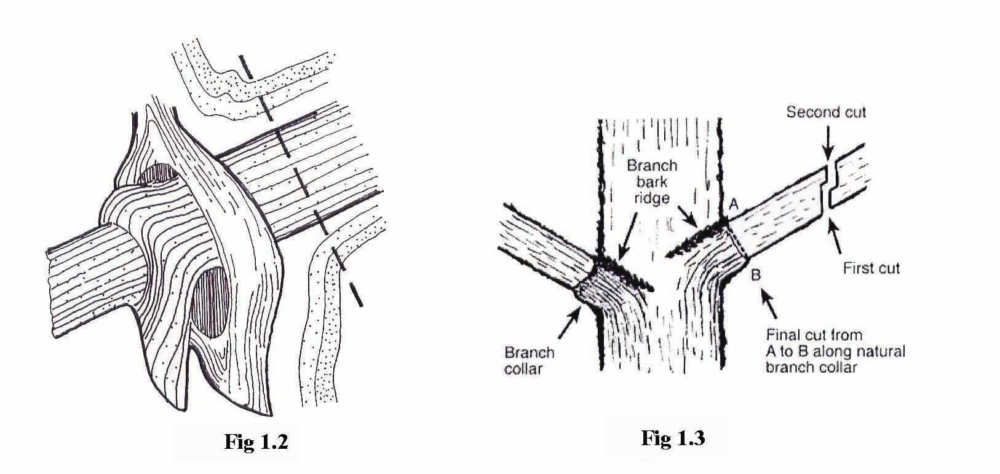 Second cut
Branch
bark
ridge
A
First cut
B
Branch
collar
Final cut from
A to B along natural
branch collar
Fig 1.2
Fig 1.3